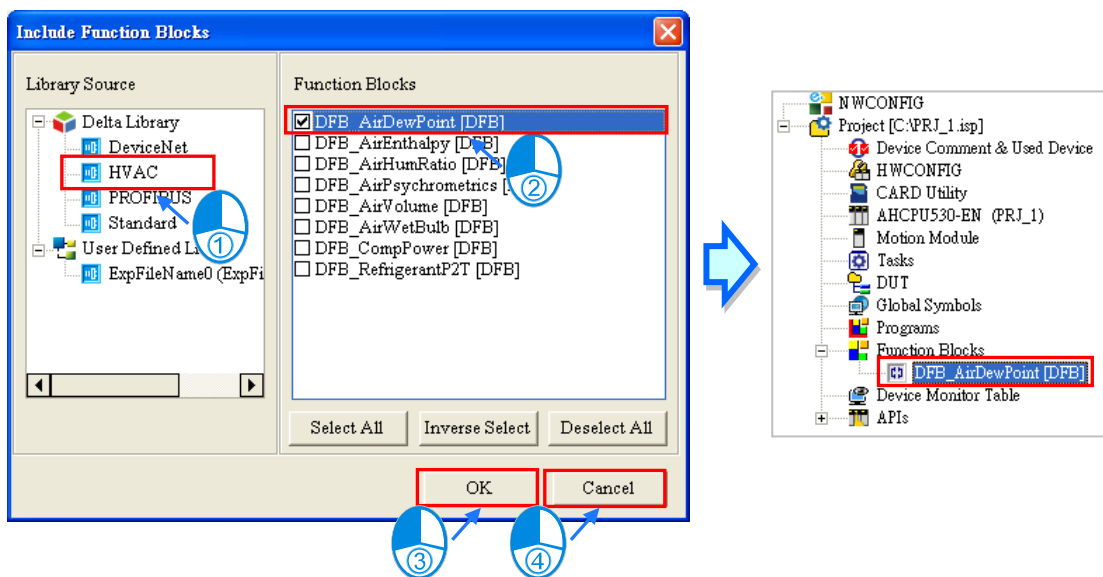 Include Function Blocks
Library Source
Delta Library
DeviceNet
HVAC
PROFIBUS
Standard
User Defined Li
ExpFileName0 (ExpFi
①
Function Blocks
DFB_AirDewPoint [DFB]
DFB_AirEnthalpy [DFB]
DFB_AirHumRatio [DFB]
DFB_AirPsychrometrics [
DFB_AirVolume [DFB]
DFB_AirWetBulb [DFB]
DFB_CompPower [DFB]
DFB_RefrigerantP2T [DFB]
②
Select All Inverse Select Deselect All
OK Cancel
③ ④
NWCONFIG
Project [C:\PRJ_1.isp]
Device Comment & Used Device
HWCONFIG
CARD Utility
AHCPU530-EN (PRJ_1)
Motion Module
Tasks
DUT
Global Symbols
Programs
Function Blocks
DFB_AirDewPoint [DFB]
Device Monitor Table
APIs